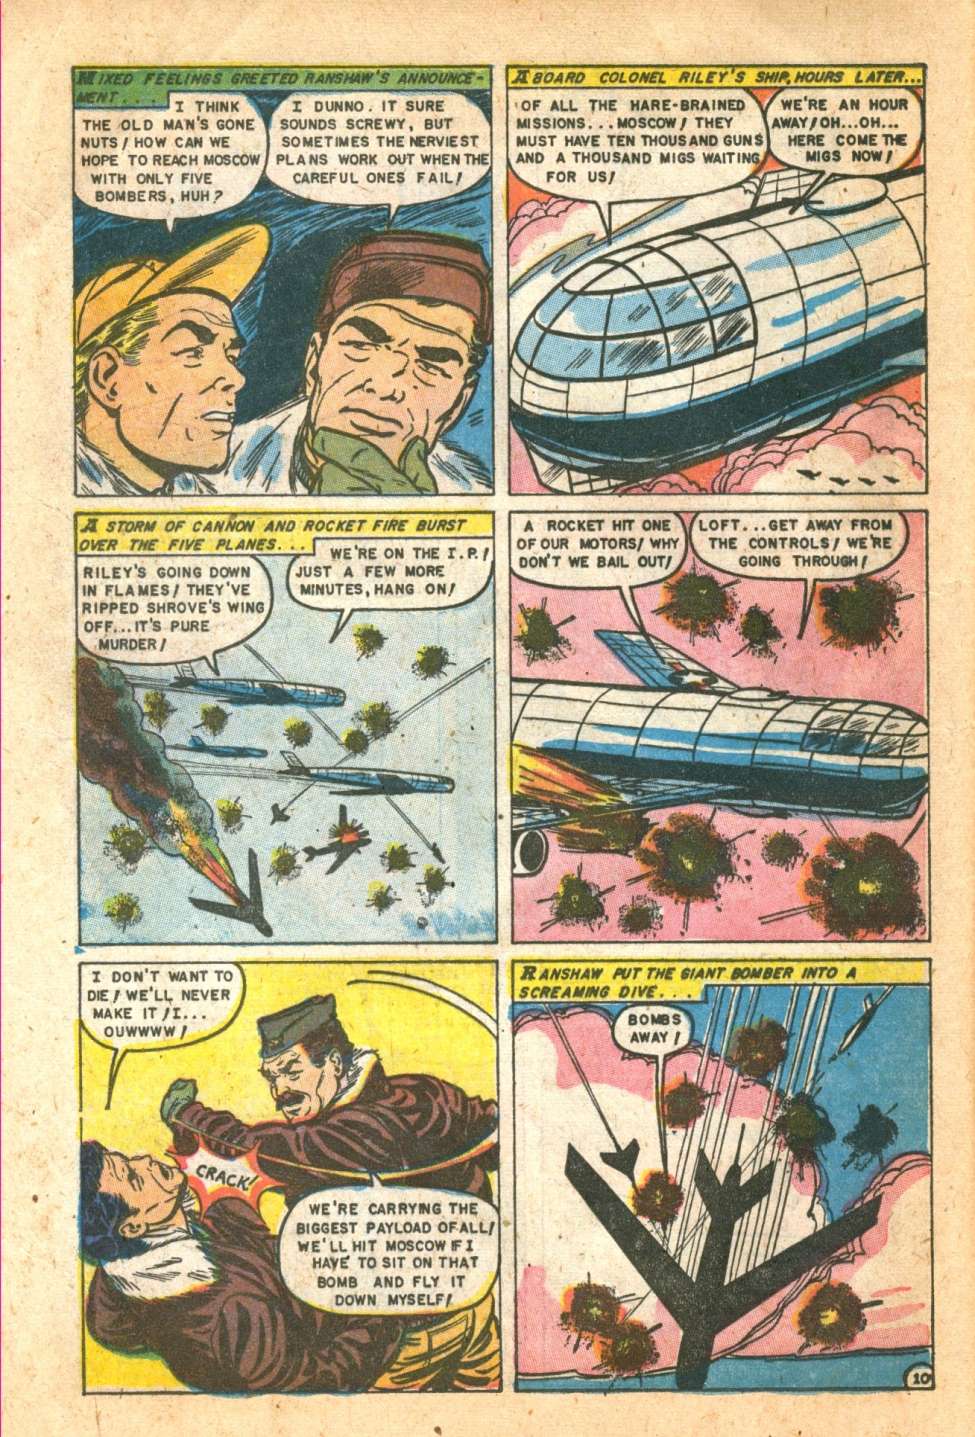 MIXED FEELINGS GREETED RANSHAW'S ANNOUNCE-
MENT...
I THINK
THE OLD MAN'S GONE
NUTS! HOW CAN WE
HOPE TO REACH MOSCOW
WITH ONLY FIVE
BOMBERS, HUH?
I DUNNO. IT SURE
SOUNDS SCREWY, BUT
SOMETIMES THE NERVIEST
PLANS WORK OUT WHEN THE
CAREFUL ONES FAIL!
ABOARD COLONEL RILEY'S SHIP, HOURS LATER...
OF ALL THE HARE-BRAINED
MISSIONS...MOSCOW! THEY
MUST HAVE TEN THOUSAND GUNS
AND A THOUSAND MIGS WAITING
FOR US!
WE'RE AN HOUR
AWAY! OH...OH...
HERE COME THE
MIGS NOW!
A STORM OF CANNON AND ROCKET FIRE BURST
OVER THE FIVE PLANES...
RILEY'S GOING DOWN
IN FLAMES! THEY'VE
RIPPED SHROVE'S WING
OFF...IT'S PURE
MURDER!
WE'RE ON THE I.P.!
JUST A FEW MORE
MINUTES, HANG ON!
A ROCKET HIT ONE
OF OUR MOTORS! WHY
DON'T WE BAIL OUT!
LOFT...GET AWAY FROM
THE CONTROLS! WE'RE
GOING THROUGH!
I DON'T WANT TO
DIE! WE'LL NEVER
MAKE IT! I...
OUWWWW!
CRACK!
WE'RE CARRYING THE
BIGGEST PAYLOAD OF ALL!
WE'LL HIT MOSCOW IF I
HAVE TO SIT ON THAT
BOMB AND FLY IT
DOWN MYSELF!
RANSHAW PUT THE GIANT BOMBER INTO A
SCREAMING DIVE...
BOMBS
AWAY!
10